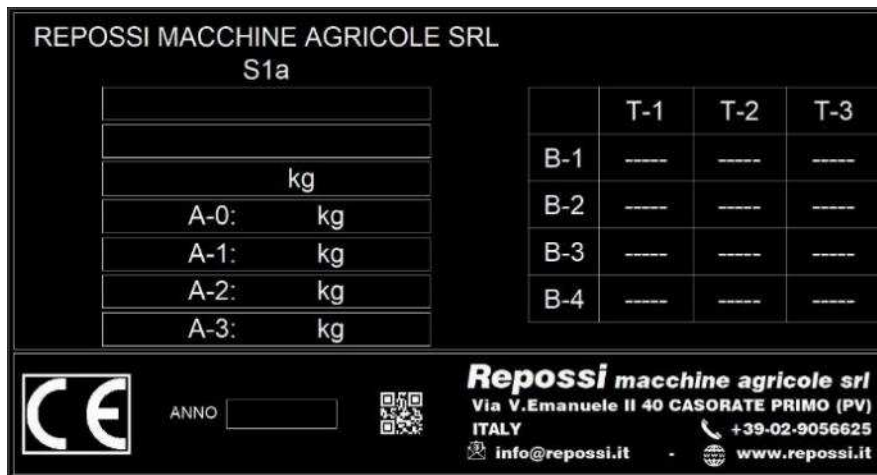 REPOSSI MACCHINE AGRICOLE SRL
S1a
kg
A-0: kg
A-1: kg
A-2: kg
A-3: kg
T-1 T-2 T-3
B-1 ----- ----- -----
B-2 ----- ----- -----
B-3 ----- ----- -----
B-4 ----- ----- -----
CE
ANNO
Repossi macchine agricole srl
Via V.Emanuele II 40 CASORATE PRIMO (PV)
ITALY +39-02-9056625
info@repossi.it - www.repossi.it